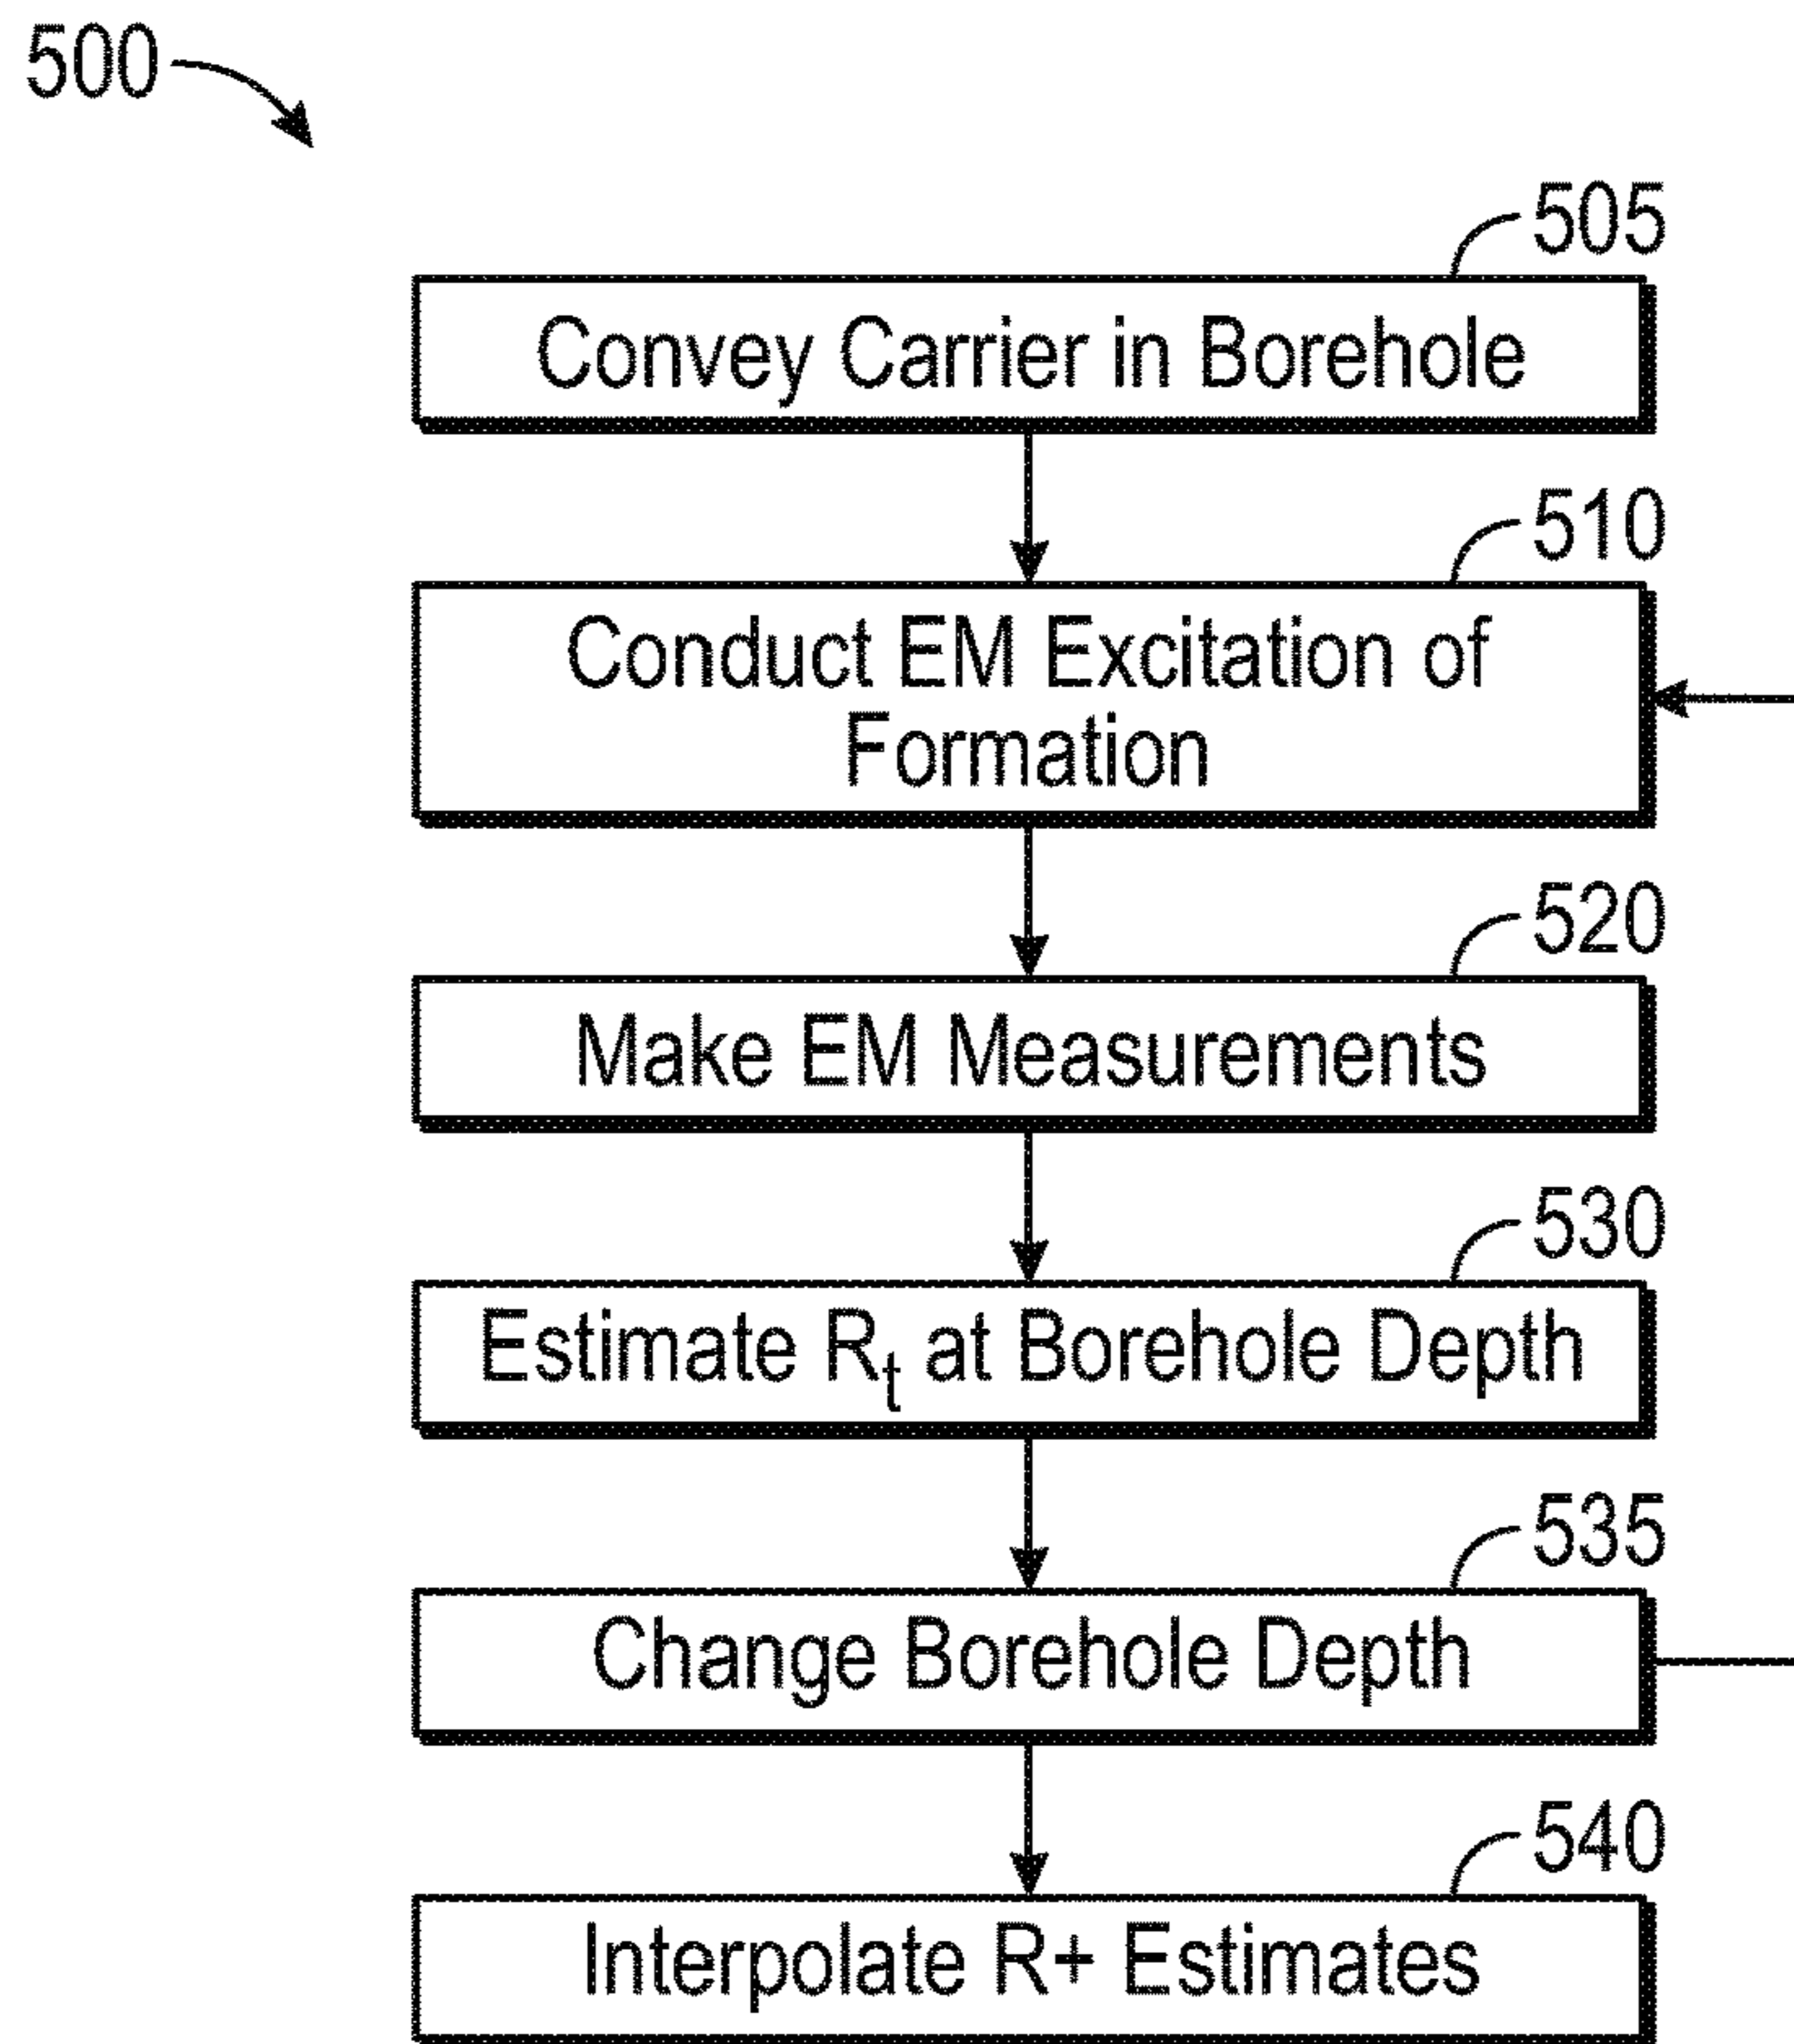 500
505
Convey Carrier in Borehole
510
Conduct EM Excitation of
Formation
520
Make EM Measurements
530
Estimate Rt at Borehole Depth
535
Change Borehole Depth
540
Interpolate R+ Estimates